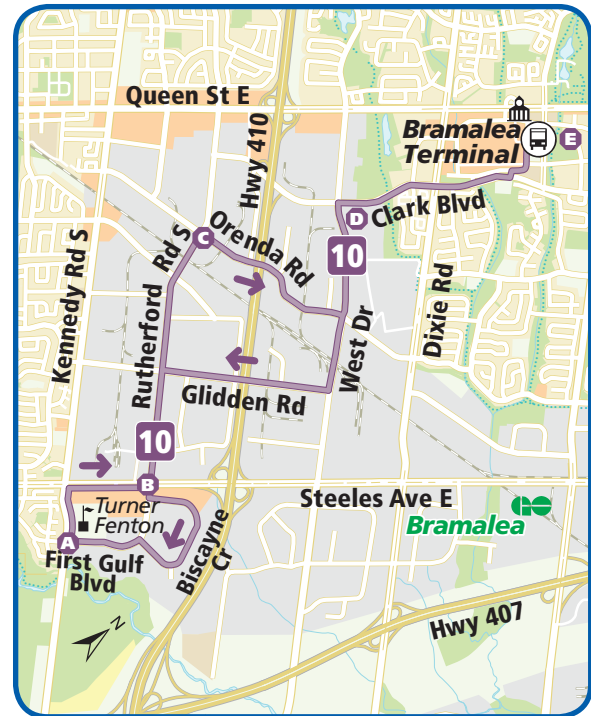 Queen St E
Hwy 410
Bramalea
Terminal
E
Kennedy Rd S
Rutherford Rd S
C
Orenda Rd
D
Clark Blvd
10
West Dr
Dixie Rd
Glidden Rd
10
B
Steeles Ave E
Turner
Fenton
A
First Gulf
Blvd
Biscayne
Cr
GO
Bramalea
Hwy 407
N